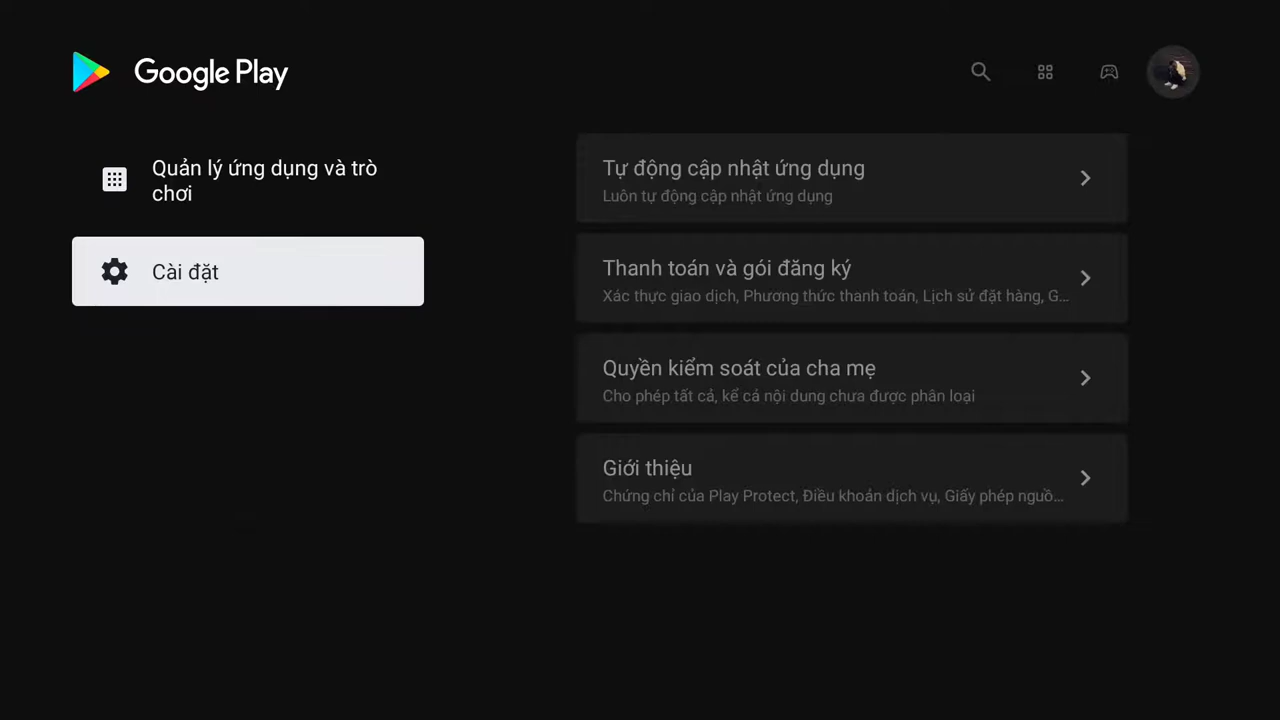 Google Play
Quản lý ứng dụng và trò
chơi
Cài đặt
Tự động cập nhật ứng dụng
Luôn tự động cập nhật ứng dụng
Thanh toán và gói đăng ký
Xác thực giao dịch, Phương thức thanh toán, Lịch sử đặt hàng, G...
Quyền kiểm soát của cha mẹ
Cho phép tất cả, kể cả nội dung chưa được phân loại
Giới thiệu
Chứng chỉ của Play Protect, Điều khoản dịch vụ, Giấy phép nguồ...